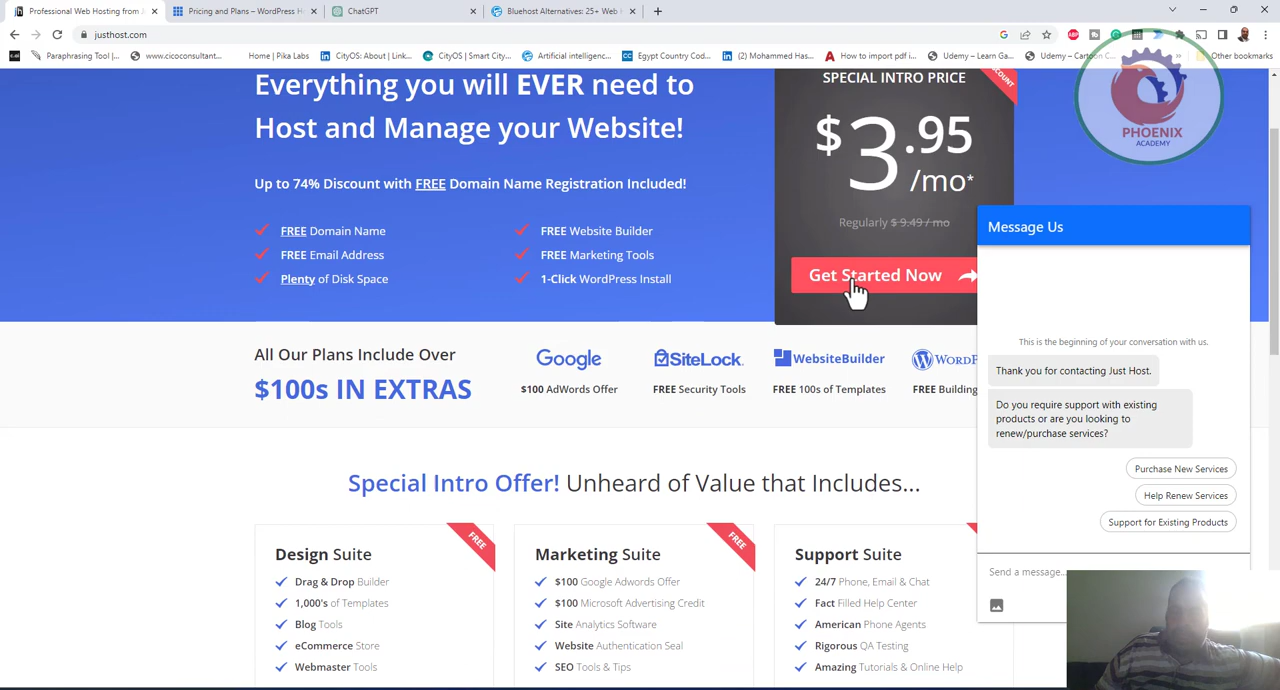 Professional Web Hosting from J
Pricing and Plans – WordPress H
ChatGPT
Bluehost Alternatives: 25+ Web H
justhost.com
Paraphrasing Tool |...
www.cicoconsultant...
Home | Pika Labs
CityOS: About | Link...
CityOS | Smart City...
Artificial intelligenc...
Egypt Country Cod...
Mohammed Has...
How to import pdf i...
Udemy – Learn Ga...
Udemy – Cartoon C
Other bookmarks
PHOENIX
ACADEMY
Everything you will EVER need to
Host and Manage your Website!
Up to 74% Discount with FREE Domain Name Registration Included!
FREE Domain Name
FREE Website Builder
FREE Email Address
FREE Marketing Tools
Plenty of Disk Space
1-Click WordPress Install
SPECIAL INTRO PRICE
$3.95
/mo*
Regularly $ 9.49 / mo
Get Started Now
All Our Plans Include Over
$100s IN EXTRAS
Google
$100 AdWords Offer
SiteLock
FREE Security Tools
WebsiteBuilder
FREE 100s of Templates
WORDP
FREE Building
Special Intro Offer! Unheard of Value that Includes...
FREE
Design Suite
Drag & Drop Builder
1,000's of Templates
Blog Tools
eCommerce Store
Webmaster Tools
FREE
Marketing Suite
$100 Google Adwords Offer
$100 Microsoft Advertising Credit
Site Analytics Software
Website Authentication Seal
SEO Tools & Tips
Support Suite
24/7 Phone, Email & Chat
Fact Filled Help Center
American Phone Agents
Rigorous QA Testing
Amazing Tutorials & Online Help
Message Us
This is the beginning of your conversation with us.
Thank you for contacting Just Host.
Do you require support with existing
products or are you looking to
renew/purchase services?
Purchase New Services
Help Renew Services
Support for Existing Products
Send a message...